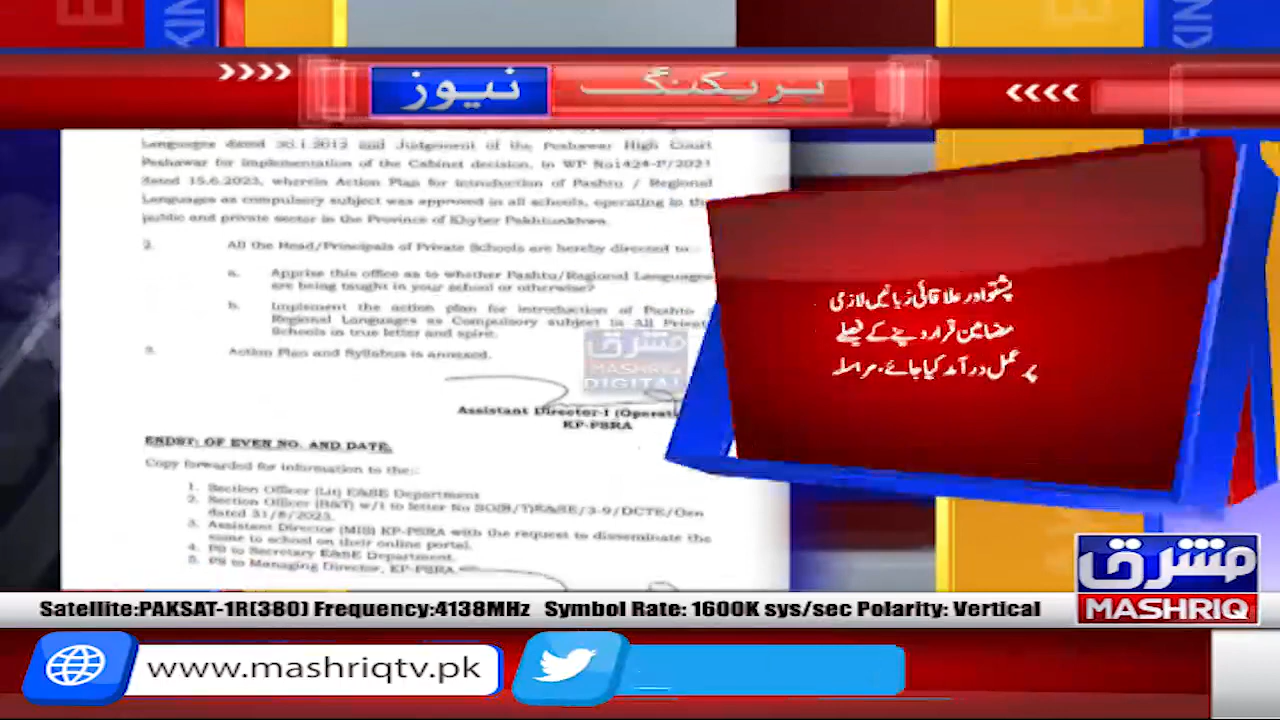 بریکنگ نیوز
Languages dated 30.1.2012 and Judgement of the Peshawar High Court
Peshawar for implementation of the Cabinet decision, in WP No1424-P/2021
dated 15.6.2023, wherein Action Plan for introduction of Pashtu / Regional
Languages as compulsory subject was approved in all schools, operating in the
public and private sector in the Province of Khyber Pakhtunkhwa.
2. All the Head/Principals of Private Schools are hereby directed to:-
a. Apprise this office as to whether Pashtu/Regional Languages
are being taught in your school or otherwise?
b. Implement the action plan for introduction of Pashto -
Regional Languages as Compulsory subject in All Privat
Schools in true letter and spirit.
3. Action Plan and Syllabus is annexed.
مشرق
MASHRIQ
DIGITAL
Assistant Director-I (Operati
KP-PSRA
ENDST: OF EVEN NO. AND DATE.
Copy forwarded for information to the:-
1. Section Officer (Lit) E&SE Department
2. Section Officer (B&T) w/r to letter No SO(B/T)E&SE/3-9/DCTE/Gen
dated 31/8/2023.
3. Assistant Director (MIS) KP-PSRA with the request to disseminate the
same to school on their online portal.
4. PS to Secretary E&SE Department.
5. PS to Managing Director, KP-PSRA.
پشتو اور علاقائی زبانیں لازمی
مضامین قرار دینے کے فیصلے
پر عمل درآمد کیا جائے، مراسلہ
مشرق
MASHRIQ
Satellite:PAKSAT-1R(380) Frequency:4138MHz Symbol Rate: 1600K sys/sec Polarity: Vertical
www.mashriqtv.pk